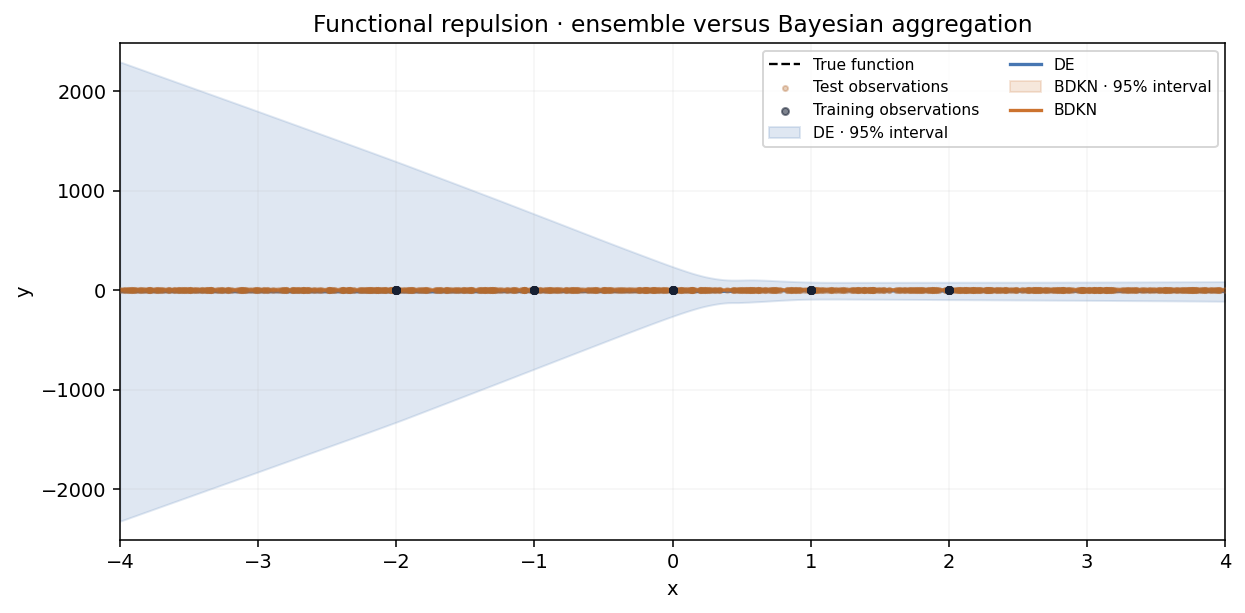 Functional repulsion · ensemble versus Bayesian aggregation
True function
Test observations
Training observations
DE · 95% interval
DE
BDKN · 95% interval
BDKN
y
2000
1000
0
−1000
−2000
−4
−3
−2
−1
0
1
2
3
4
x